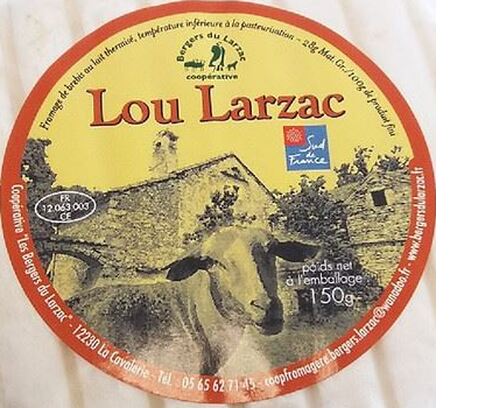 Fromage de brebis au lait thermisé, température inférieure à la pasteurisation - 28g Mat.Gr./100g de produit fini
Bergers du Larzac
coopérative
Lou Larzac
Sud
de
France
FR
12.063.003
CE
poids net
à l'emballage
150g
Coopérative "Les Bergers du Larzac" - 12230 La Cavalerie - Tél. : 05 65 62 71 45 - coopfromagere.bergers.larzac@wanadoo.fr - www.bergersdularzac.fr